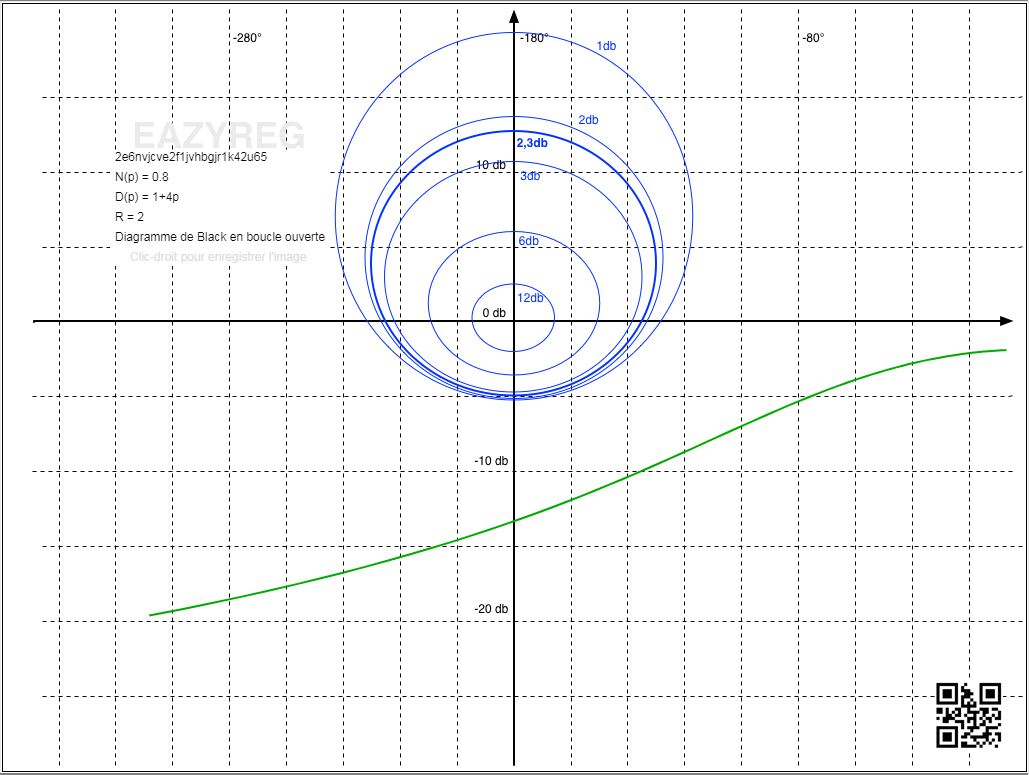 -280°
-180°
-80°
1db
2db
EAZYREG
2,3db
2e6nvjcve2f1jvhbgjr1k42u65
10 db
3db
N(p) = 0.8
D(p) = 1+4p
R = 2
Diagramme de Black en boucle ouverte
6db
Clic-droit pour enregistrer l'image
12db
0 db
-10 db
-20 db